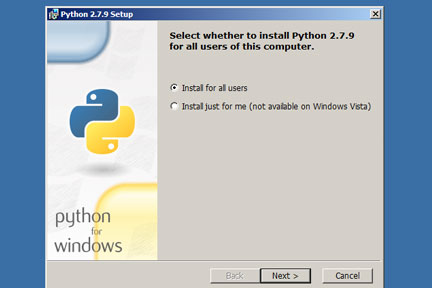 Python 2.7.9 Setup
Select whether to install Python 2.7.9
for all users of this computer.
Install for all users
Install just for me (not available on Windows Vista)
python
for
windows
Back
Next >
Cancel